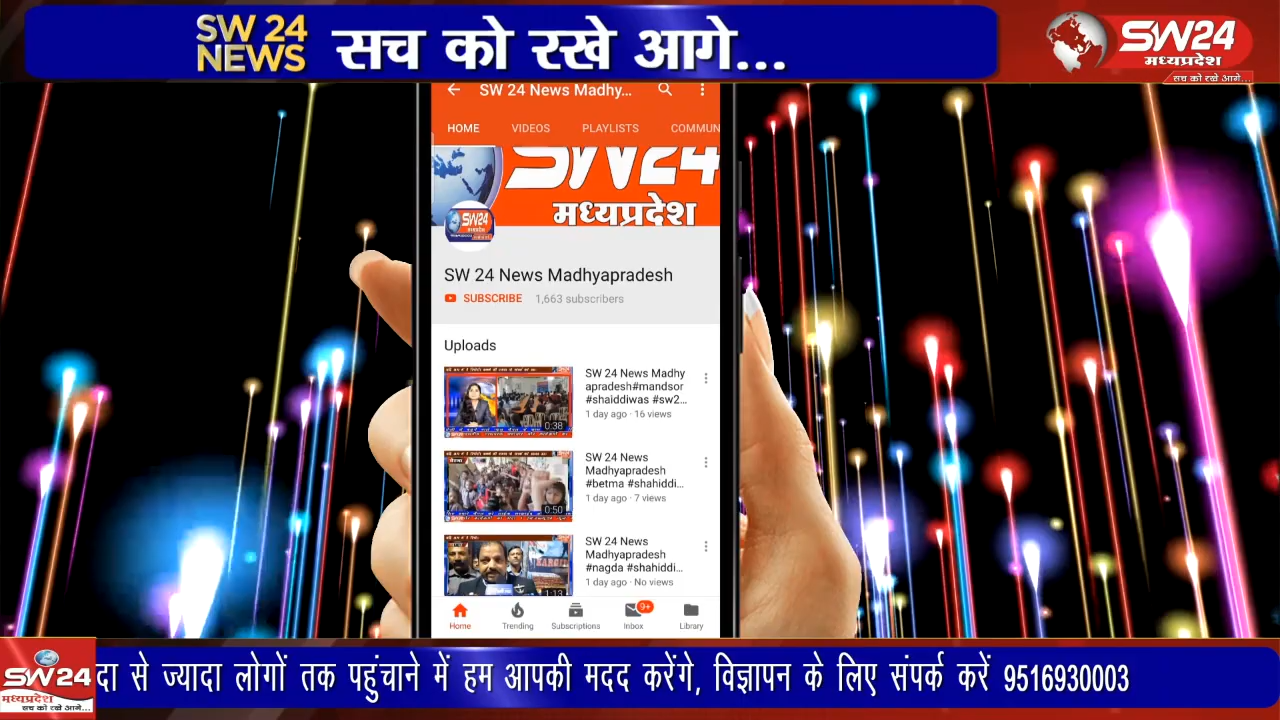 SW 24
NEWS
सच को रखे आगे...
SW24
मध्यप्रदेश
सच को रखे आगे...
SW 24 News Madhy...
HOME VIDEOS PLAYLISTS COMMUN
SW24
मध्यप्रदेश
SW24
SW 24 News Madhyapradesh
SUBSCRIBE 1,663 subscribers
Uploads
SW 24 News Madhy
apradesh#mandsor
#shaiddiwas #sw2...
1 day ago · 16 views
0:38
SW 24 News
Madhyapradesh
#betma #shahiddi...
1 day ago · 7 views
0:50
SW 24 News
Madhyapradesh
#nagda #shahiddi...
1 day ago · No views
1:13
9+
Home Trending Subscriptions Inbox Library
SW24
मध्यप्रदेश
सच को रखे आगे...
दा से ज्यादा लोगों तक पहुंचाने में हम आपकी मदद करेंगे, विज्ञापन के लिए संपर्क करें 9516930003